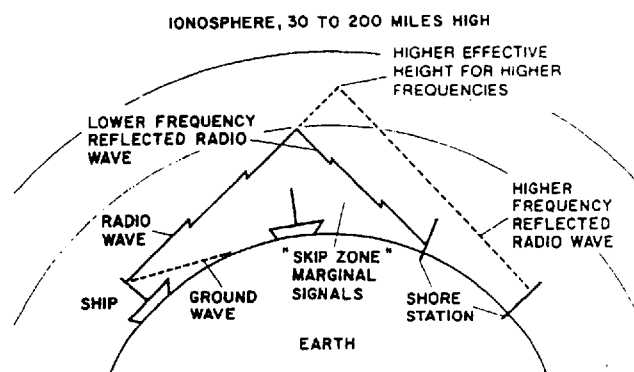 IONOSPHERE, 30 TO 200 MILES HIGH
HIGHER EFFECTIVE
HEIGHT FOR HIGHER
FREQUENCIES
LOWER FREQUENCY
REFLECTED RADIO
WAVE
HIGHER
FREQUENCY
REFLECTED
RADIO WAVE
RADIO
WAVE
"SKIP ZONE"
MARGINAL
SIGNALS
SHIP
GROUND
WAVE
SHORE
STATION
EARTH